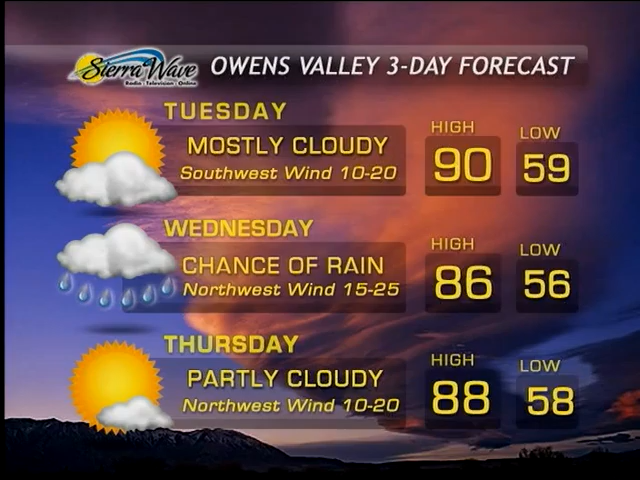 Sierra Wave
Radio | Television | Online
OWENS VALLEY 3-DAY FORECAST
TUESDAY
MOSTLY CLOUDY
Southwest Wind 10-20
HIGH
90
LOW
59
WEDNESDAY
CHANCE OF RAIN
Northwest Wind 15-25
HIGH
86
LOW
56
THURSDAY
PARTLY CLOUDY
Northwest Wind 10-20
HIGH
88
LOW
58